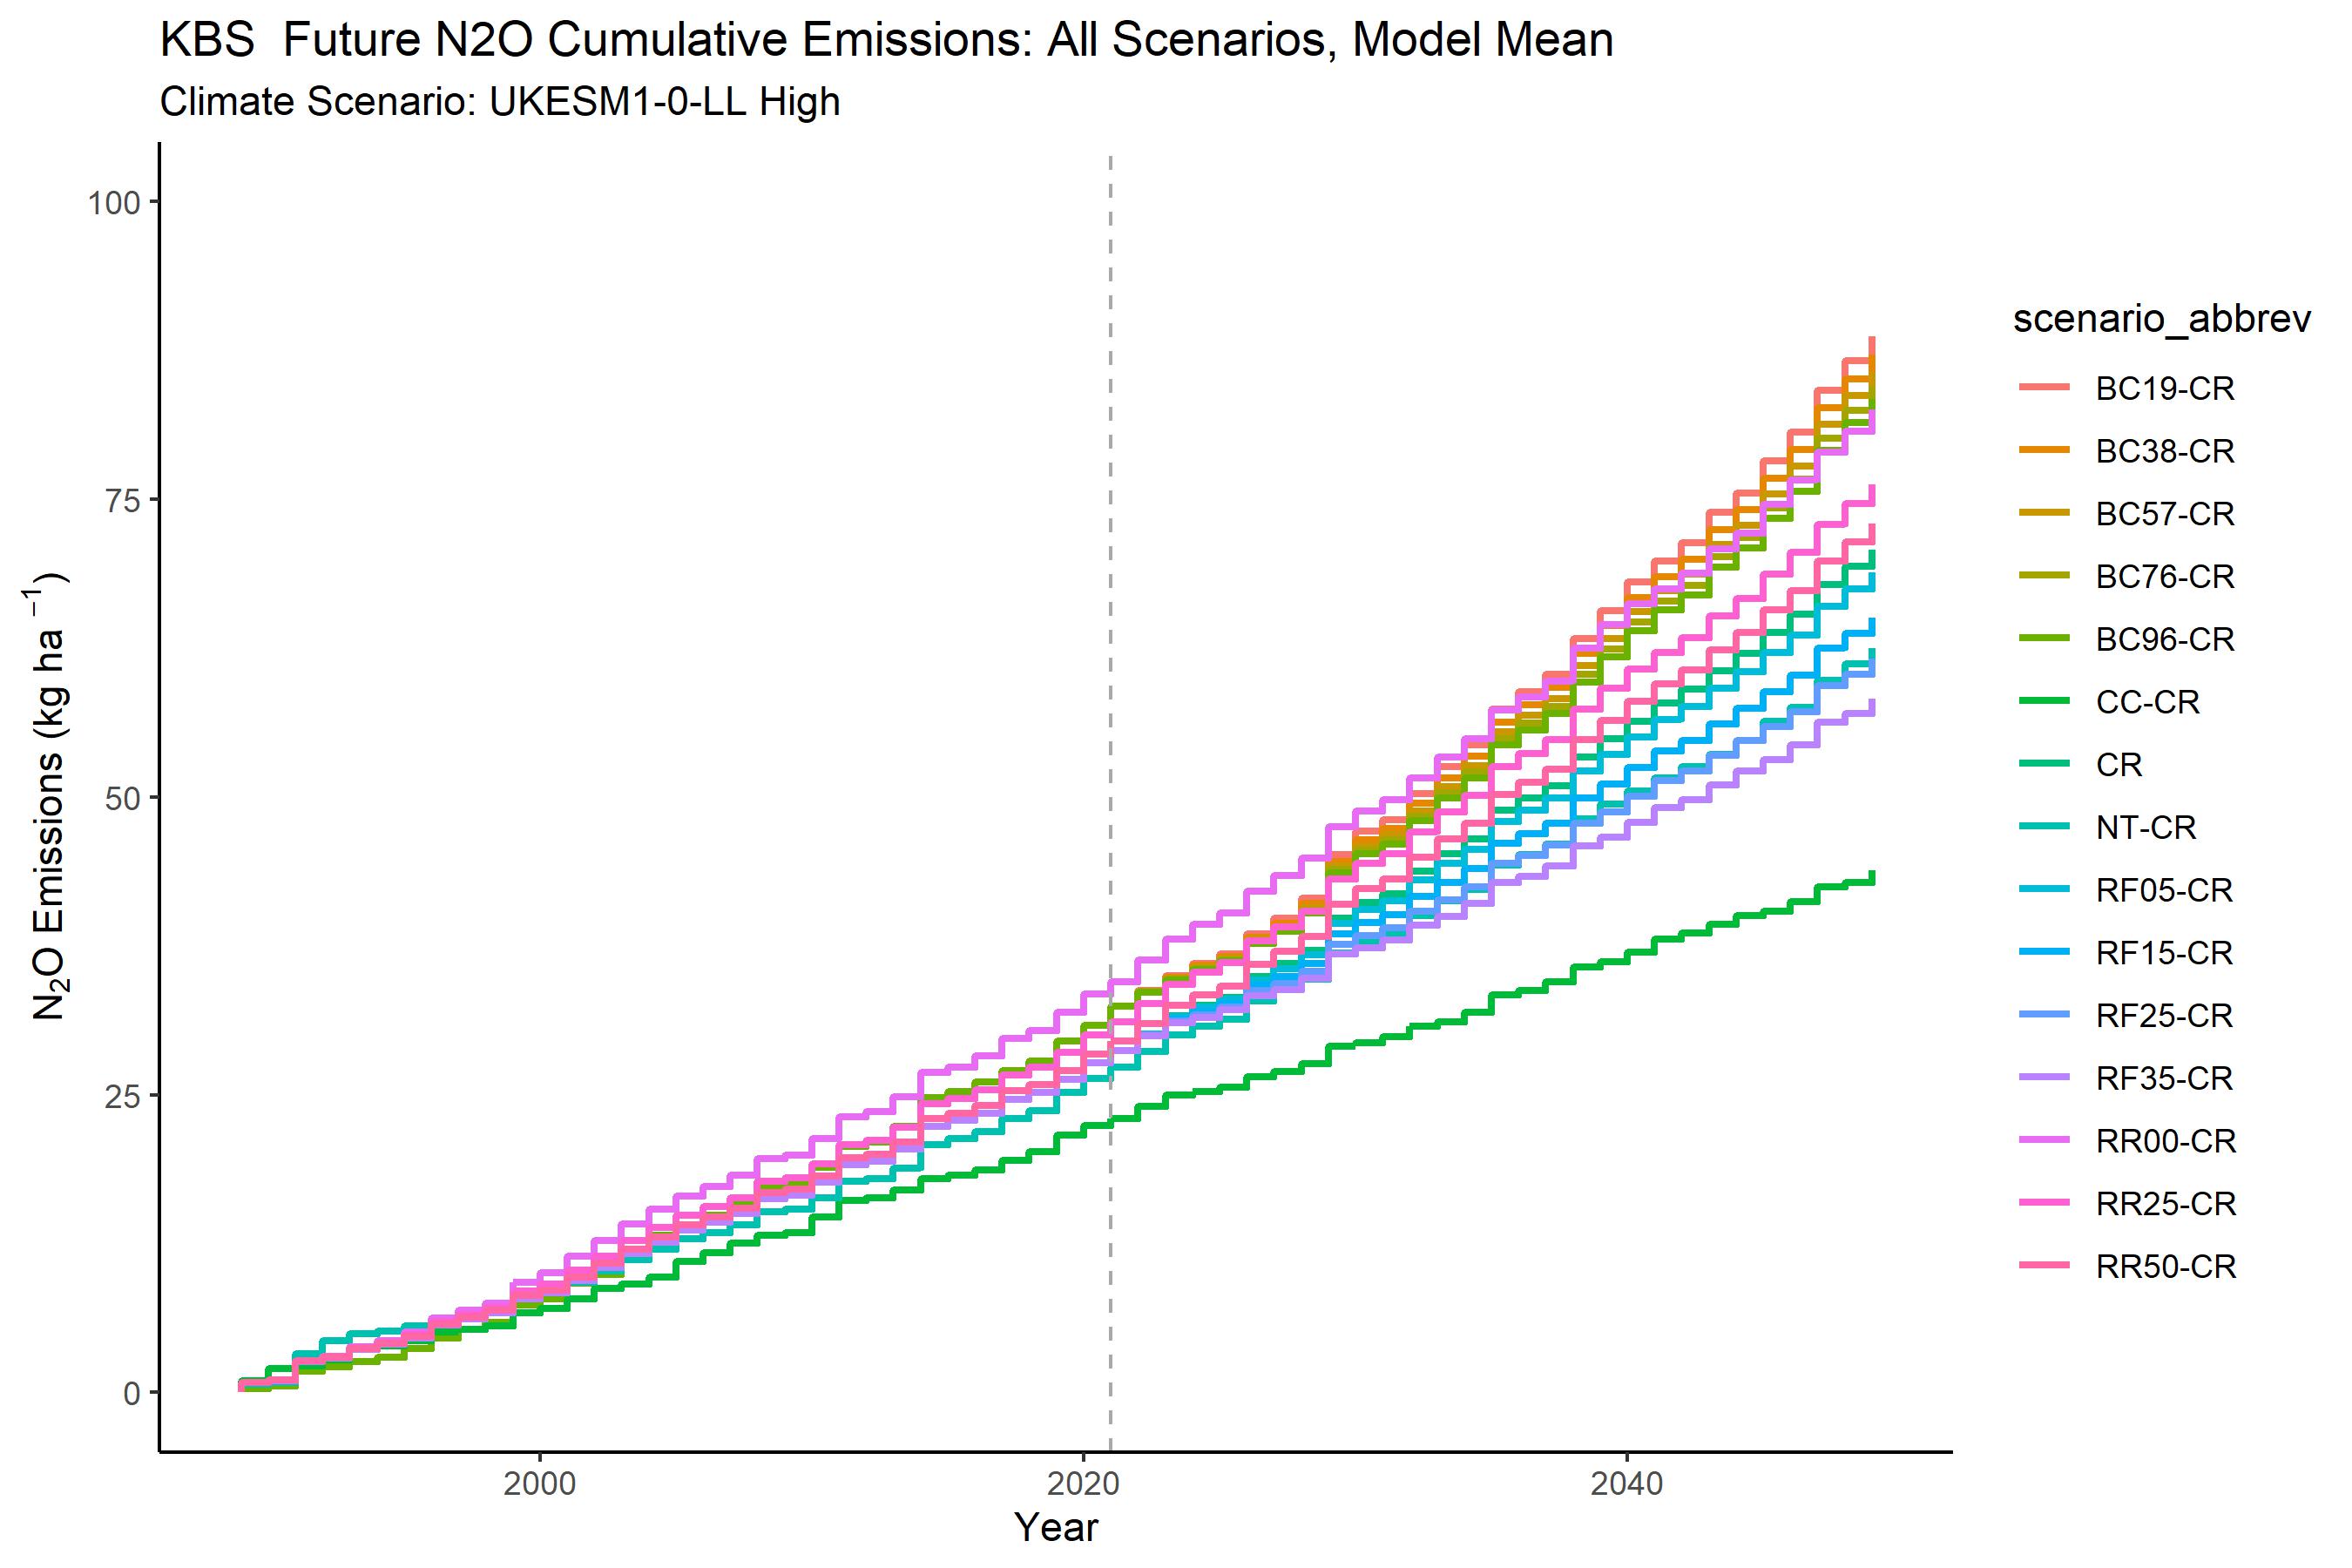 KBS  Future N2O Cumulative Emissions: All Scenarios, Model Mean
Climate Scenario: UKESM1-0-LL High
100
75
50
25
0
N₂O Emissions (kg ha ⁻¹)
2000
2020
2040
Year
scenario_abbrev
BC19-CR
BC38-CR
BC57-CR
BC76-CR
BC96-CR
CC-CR
CR
NT-CR
RF05-CR
RF15-CR
RF25-CR
RF35-CR
RR00-CR
RR25-CR
RR50-CR